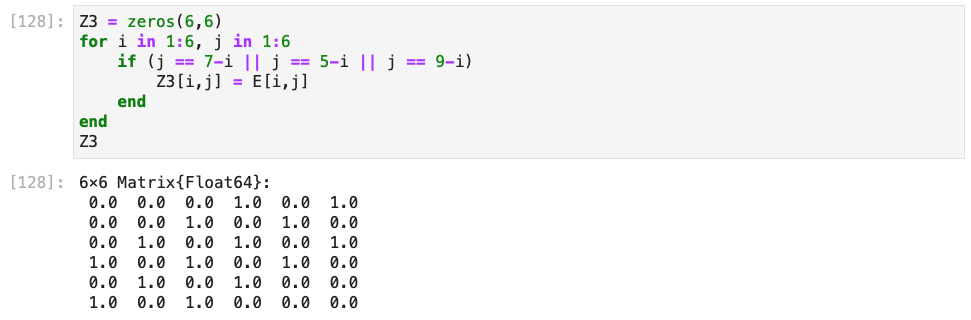 [128]: Z3 = zeros(6,6)
for i in 1:6, j in 1:6
    if (j == 7-i || j == 5-i || j == 9-i)
        Z3[i,j] = E[i,j]
    end
end
Z3
[128]: 6×6 Matrix{Float64}:
 0.0  0.0  0.0  1.0  0.0  1.0
 0.0  0.0  1.0  0.0  1.0  0.0
 0.0  1.0  0.0  1.0  0.0  1.0
 1.0  0.0  1.0  0.0  1.0  0.0
 0.0  1.0  0.0  1.0  0.0  0.0
 1.0  0.0  1.0  0.0  0.0  0.0